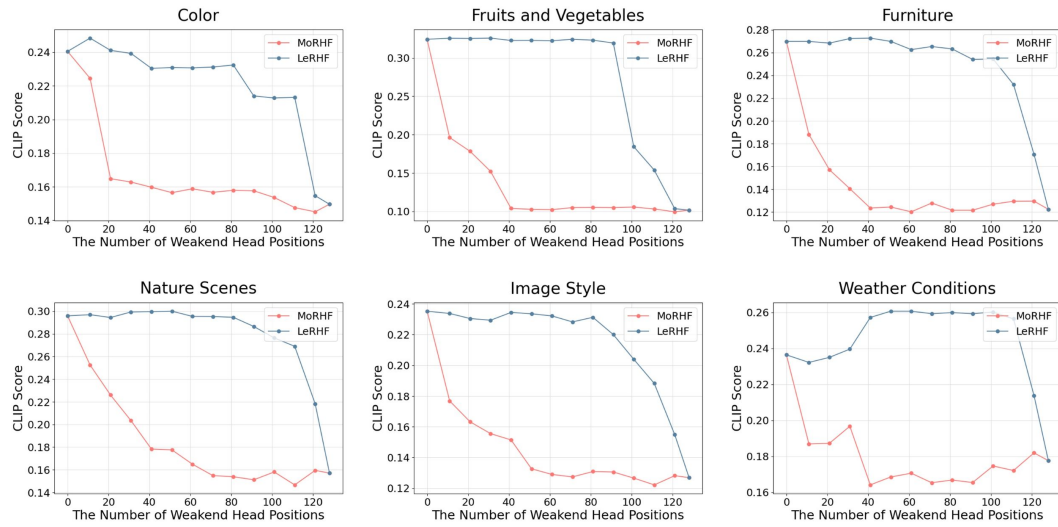 Color
CLIP Score
0.24
0.22
0.20
0.18
0.16
0.14
MoRHF
LeRHF
0 20 40 60 80 100 120
The Number of Weakend Head Positions
Fruits and Vegetables
CLIP Score
0.30
0.25
0.20
0.15
0.10
MoRHF
LeRHF
0 20 40 60 80 100 120
The Number of Weakend Head Positions
Furniture
CLIP Score
0.28
0.26
0.24
0.22
0.20
0.18
0.16
0.14
0.12
MoRHF
LeRHF
0 20 40 60 80 100 120
The Number of Weakend Head Positions
Nature Scenes
CLIP Score
0.30
0.28
0.26
0.24
0.22
0.20
0.18
0.16
0.14
MoRHF
LeRHF
0 20 40 60 80 100 120
The Number of Weakend Head Positions
Image Style
CLIP Score
0.24
0.22
0.20
0.18
0.16
0.14
0.12
MoRHF
LeRHF
0 20 40 60 80 100 120
The Number of Weakend Head Positions
Weather Conditions
CLIP Score
0.26
0.24
0.22
0.20
0.18
0.16
MoRHF
LeRHF
0 20 40 60 80 100 120
The Number of Weakend Head Positions